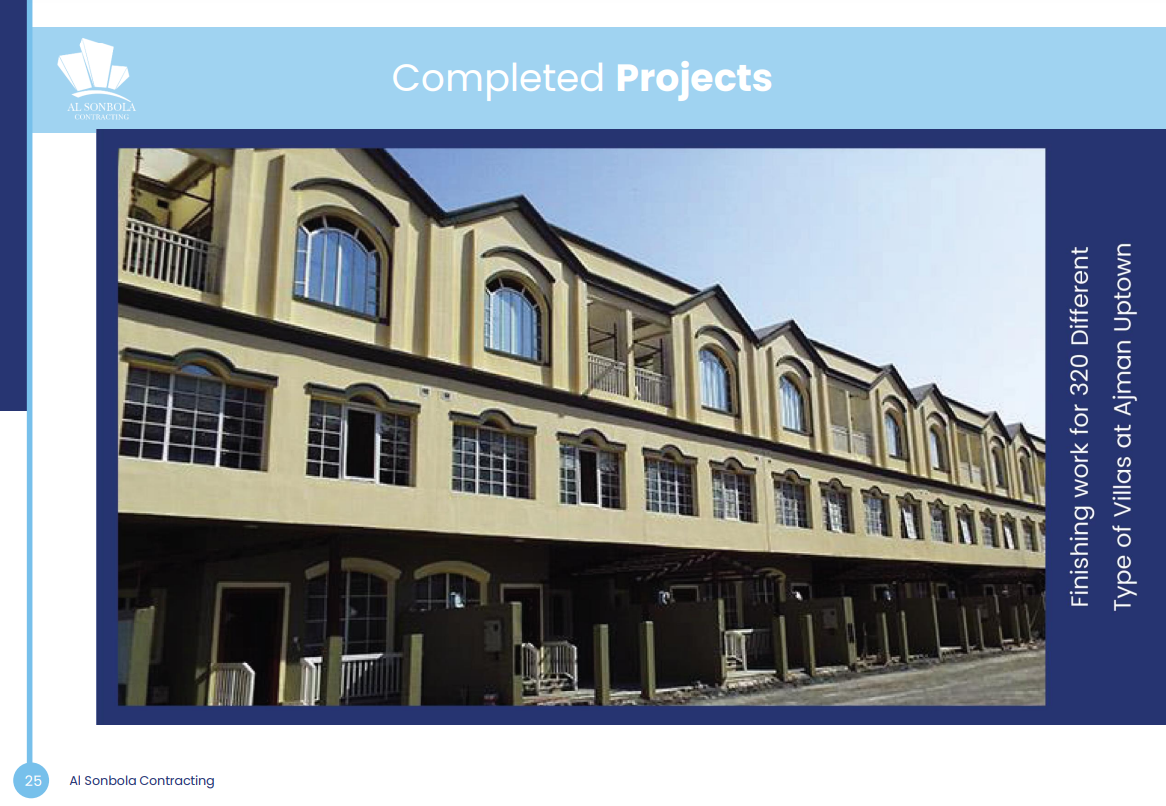 AL SONBOLA
CONTRACTING
Completed Projects
Finishing work for 320 Different
Type of Villas at Ajman Uptown
25
Al Sonbola Contracting